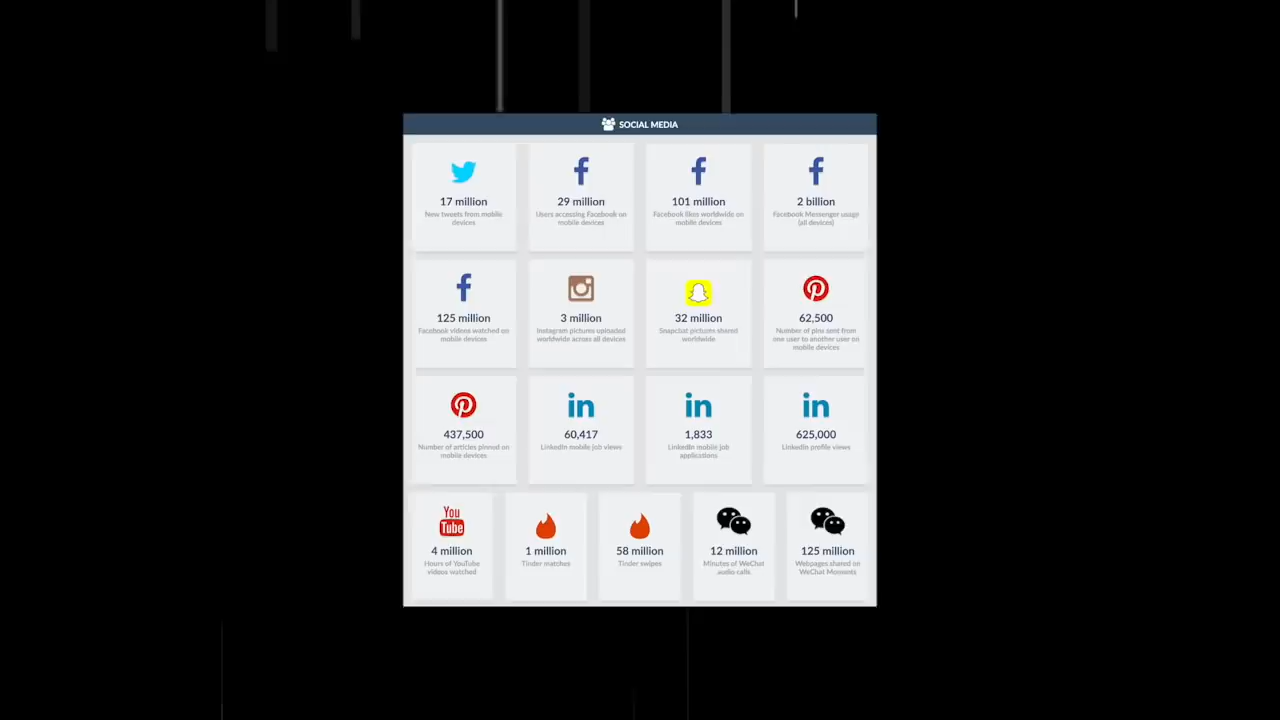 SOCIAL MEDIA
17 million
New tweets from mobile
devices
29 million
Users accessing Facebook on
mobile devices
101 million
Facebook likes worldwide on
mobile devices
2 billion
Facebook Messenger usage
(all devices)
125 million
Facebook videos watched on
mobile devices
3 million
Instagram pictures uploaded
worldwide across all devices
32 million
Snapchat pictures shared
worldwide
62,500
Number of pins sent from
one user to another user on
mobile devices
437,500
Number of articles pinned on
mobile devices
in
60,417
LinkedIn mobile job views
in
1,833
LinkedIn mobile job
applications
in
625,000
LinkedIn profile views
You
Tube
4 million
Hours of YouTube
videos watched
1 million
Tinder matches
58 million
Tinder swipes
12 million
Minutes of WeChat
audio calls
125 million
Webpages shared on
WeChat Moments